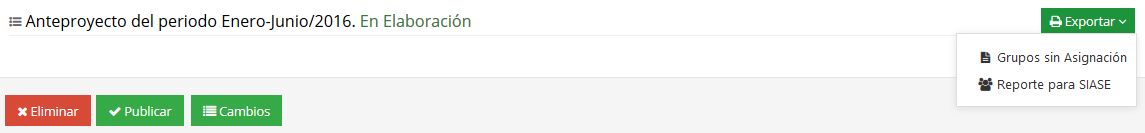 Anteproyecto del periodo Enero-Junio/2016. En Elaboración
Exportar
Grupos sin Asignación
Reporte para SIASE
Eliminar
Publicar
Cambios